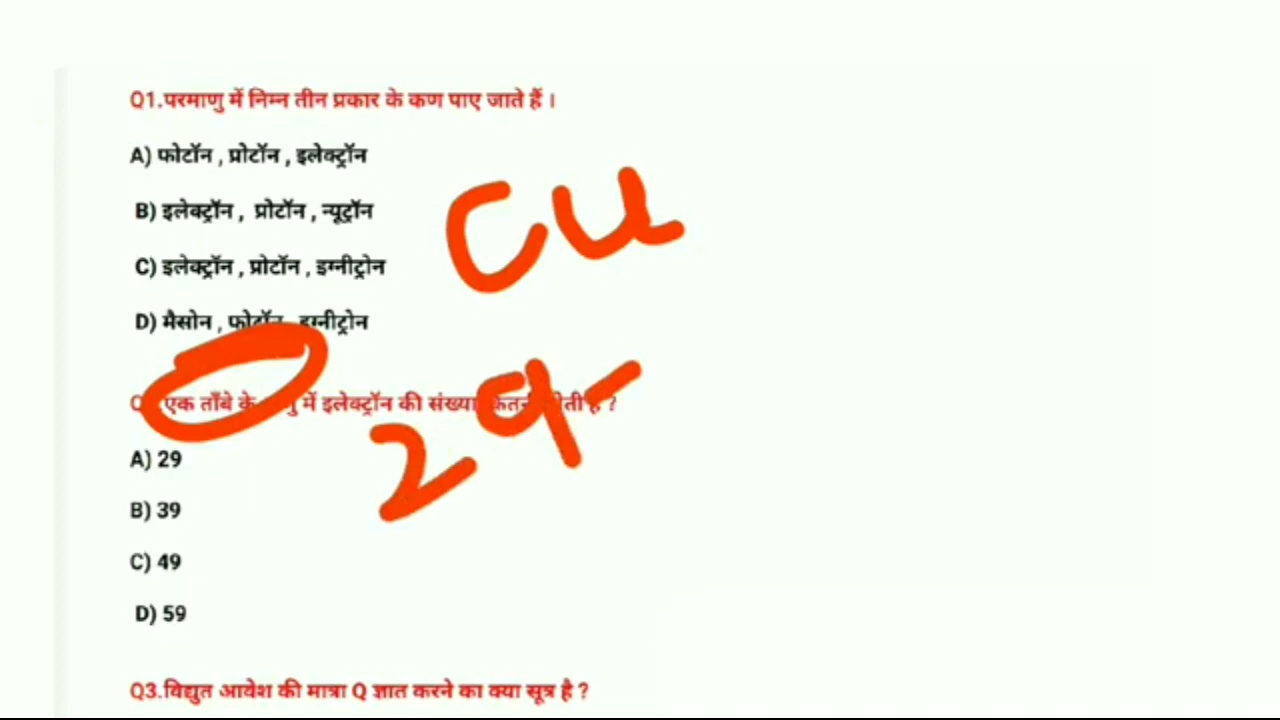 Q1.परमाणु में निम्न तीन प्रकार के कण पाए जाते हैं ।
A) फोटॉन , प्रोटॉन , इलेक्ट्रॉन
B) इलेक्ट्रॉन , प्रोटॉन , न्यूट्रॉन
Cu
C) इलेक्ट्रॉन , प्रोटॉन , इग्नीट्रोन
D) मैसोन , फोटॉन , इग्नीट्रोन
एक ताँबे के में इलेक्ट्रॉन की संख्या है ?
29
A) 29
B) 39
C) 49
D) 59
Q3.विद्युत आवेश की मात्रा Q ज्ञात करने का क्या सूत्र है ?